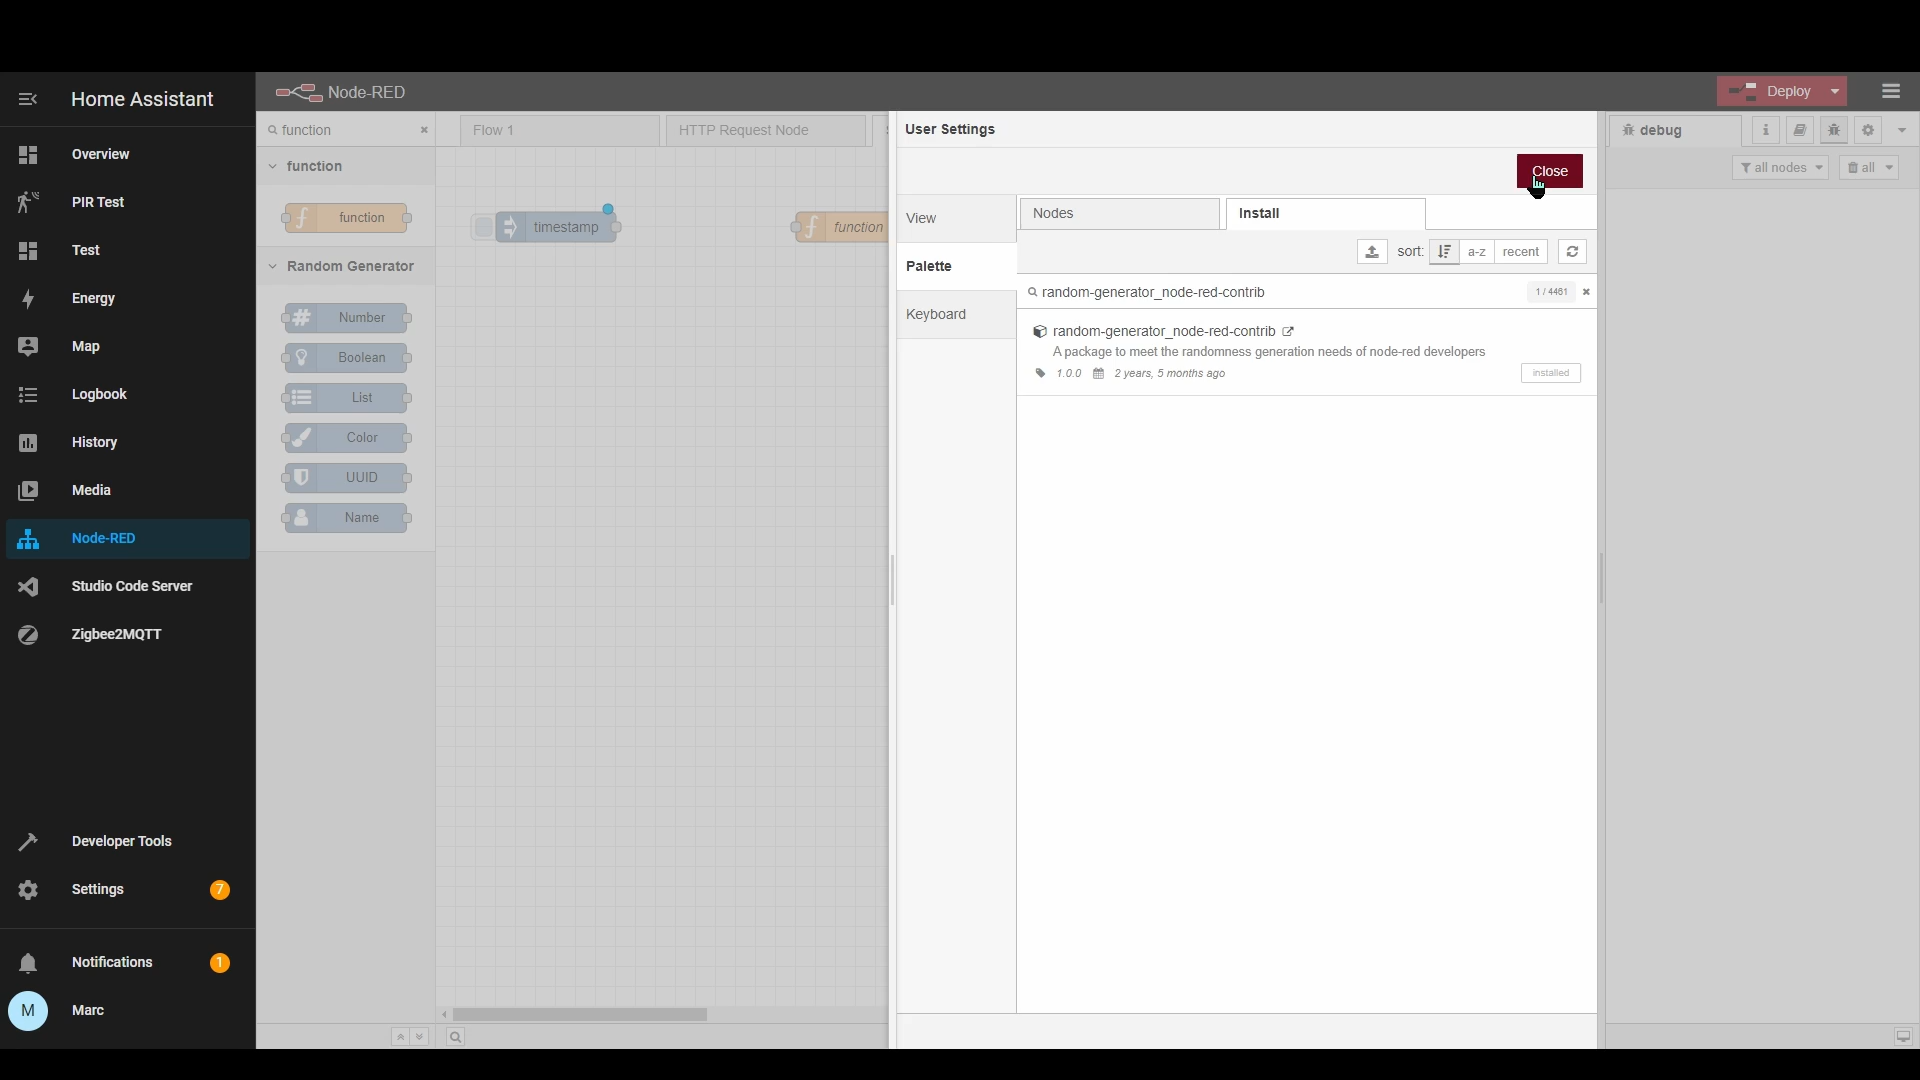 Home Assistant
Overview
PIR Test
Test
Energy
Map
Logbook
History
Media
Node-RED
Studio Code Server
Zigbee2MQTT
Developer Tools
Settings
7
Notifications
1
M
Marc
Node-RED
Deploy
function
function
function
Random Generator
Number
Boolean
List
Color
UUID
Name
Flow 1
HTTP Request Node
timestamp
function
User Settings
Close
View
Palette
Keyboard
Nodes
Install
sort:
a-z
recent
random-generator_node-red-contrib
1 / 4461
random-generator_node-red-contrib
A package to meet the randomness generation needs of node-red developers
1.0.0
2 years, 5 months ago
installed
debug
all nodes
all